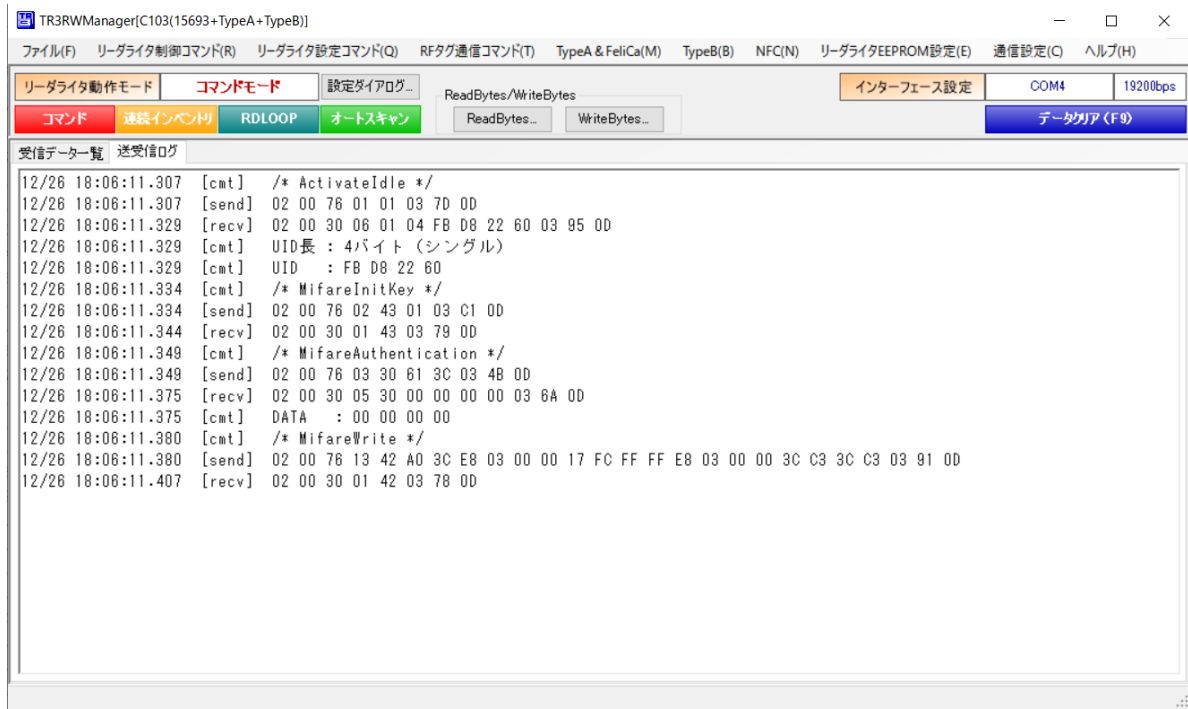 TR3RWManager[C103(15693+TypeA+TypeB)]
ファイル(F) リーダライタ制御コマンド(R) リーダライタ設定コマンド(Q) RFタグ通信コマンド(T) TypeA & FeliCa(M) TypeB(B) NFC(N) リーダライタEEPROM設定(E) 通信設定(C) ヘルプ(H)
リーダライタ動作モード コマンドモード 設定ダイアログ... ReadBytes/WriteBytes インターフェース設定 COM4 19200bps
コマンド 連続インベントリ RDLOOP オートスキャン ReadBytes... WriteBytes... データクリア(F9)
受信データ一覧 送受信ログ
12/26 18:06:11.307 [cmt] /* ActivateIdle */
12/26 18:06:11.307 [send] 02 00 76 01 01 03 7D 0D
12/26 18:06:11.329 [recv] 02 00 30 06 01 04 FB D8 22 60 03 95 0D
12/26 18:06:11.329 [cmt] UID長 : 4バイト (シングル)
12/26 18:06:11.329 [cmt] UID : FB D8 22 60
12/26 18:06:11.334 [cmt] /* MifareInitKey */
12/26 18:06:11.334 [send] 02 00 76 02 43 01 03 C1 0D
12/26 18:06:11.344 [recv] 02 00 30 01 43 03 79 0D
12/26 18:06:11.349 [cmt] /* MifareAuthentication */
12/26 18:06:11.349 [send] 02 00 76 03 30 61 3C 03 4B 0D
12/26 18:06:11.375 [recv] 02 00 30 05 30 00 00 00 00 03 6A 0D
12/26 18:06:11.375 [cmt] DATA : 00 00 00 00
12/26 18:06:11.380 [cmt] /* MifareWrite */
12/26 18:06:11.380 [send] 02 00 76 13 42 A0 3C E8 03 00 00 17 FC FF FF E8 03 00 00 3C C3 3C C3 03 91 0D
12/26 18:06:11.407 [recv] 02 00 30 01 42 03 78 0D